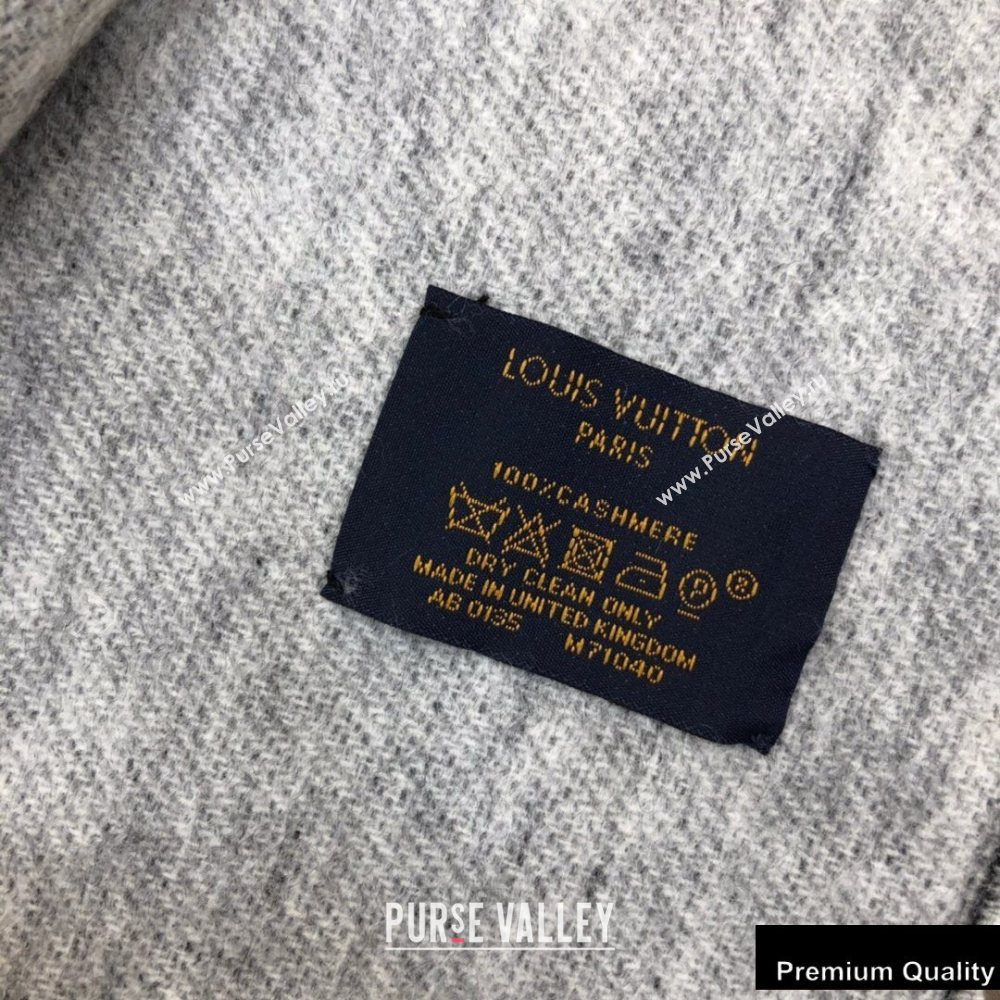 LOUIS VUITTON
PARIS
100%CASHMERE
P ®
DRY CLEAN ONLY
MADE IN UNITED KINGDOM
AB 0135 M71040
www.PurseValley.ru
www.PurseValley.ru
PURSE VALLEY
Premium Quality